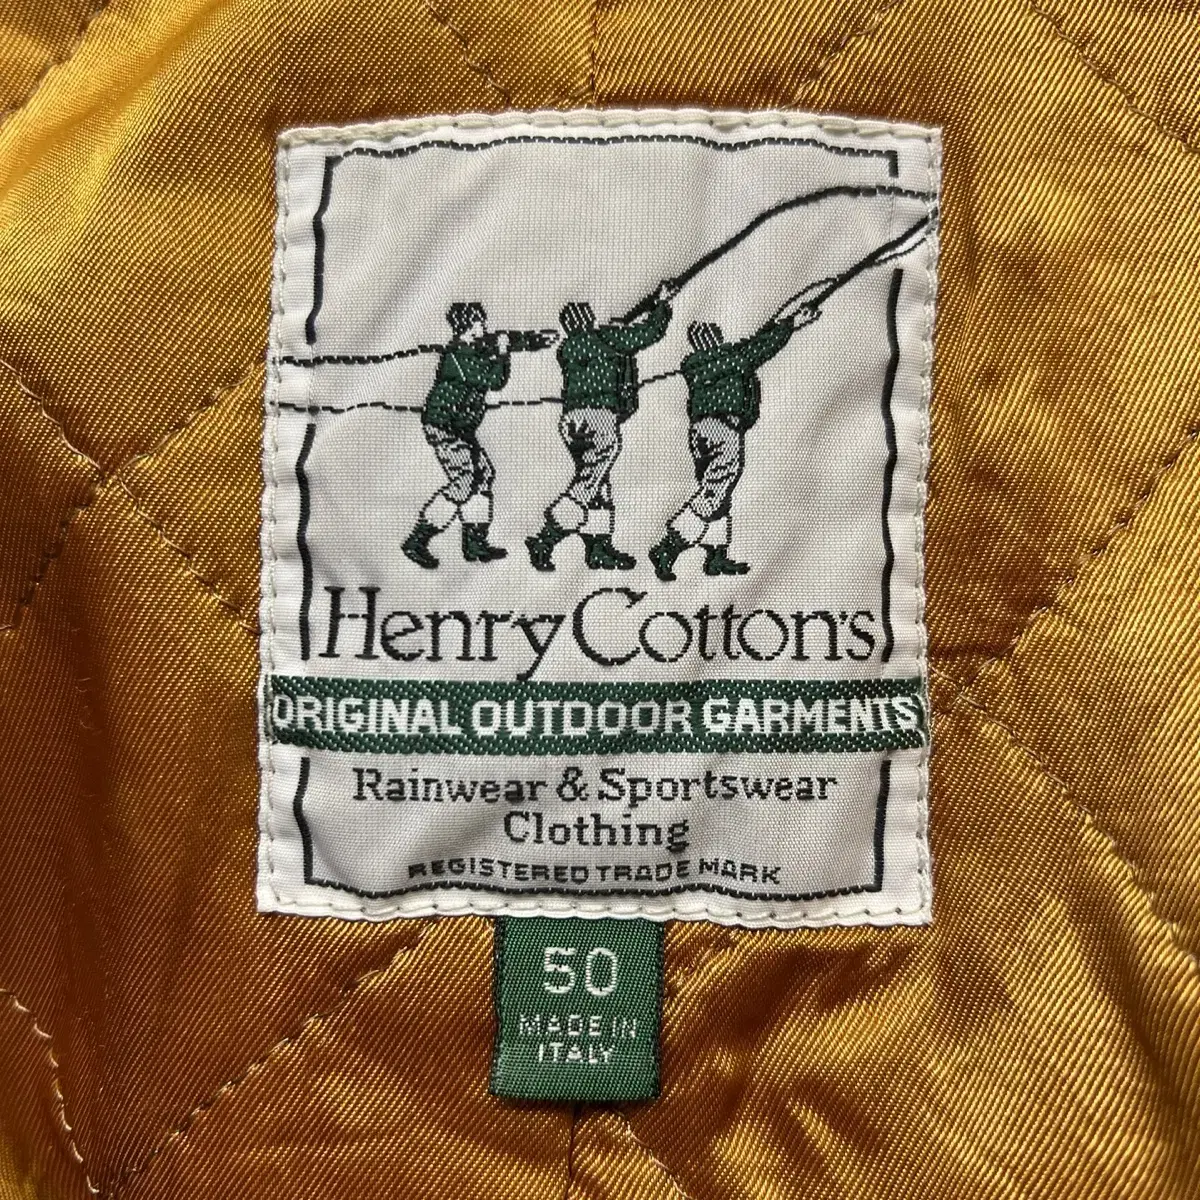 Henry Cotton's
ORIGINAL OUTDOOR GARMENTS
Rainwear & Sportswear
Clothing
REGISTERED TRADE MARK
50
MADE IN
ITALY